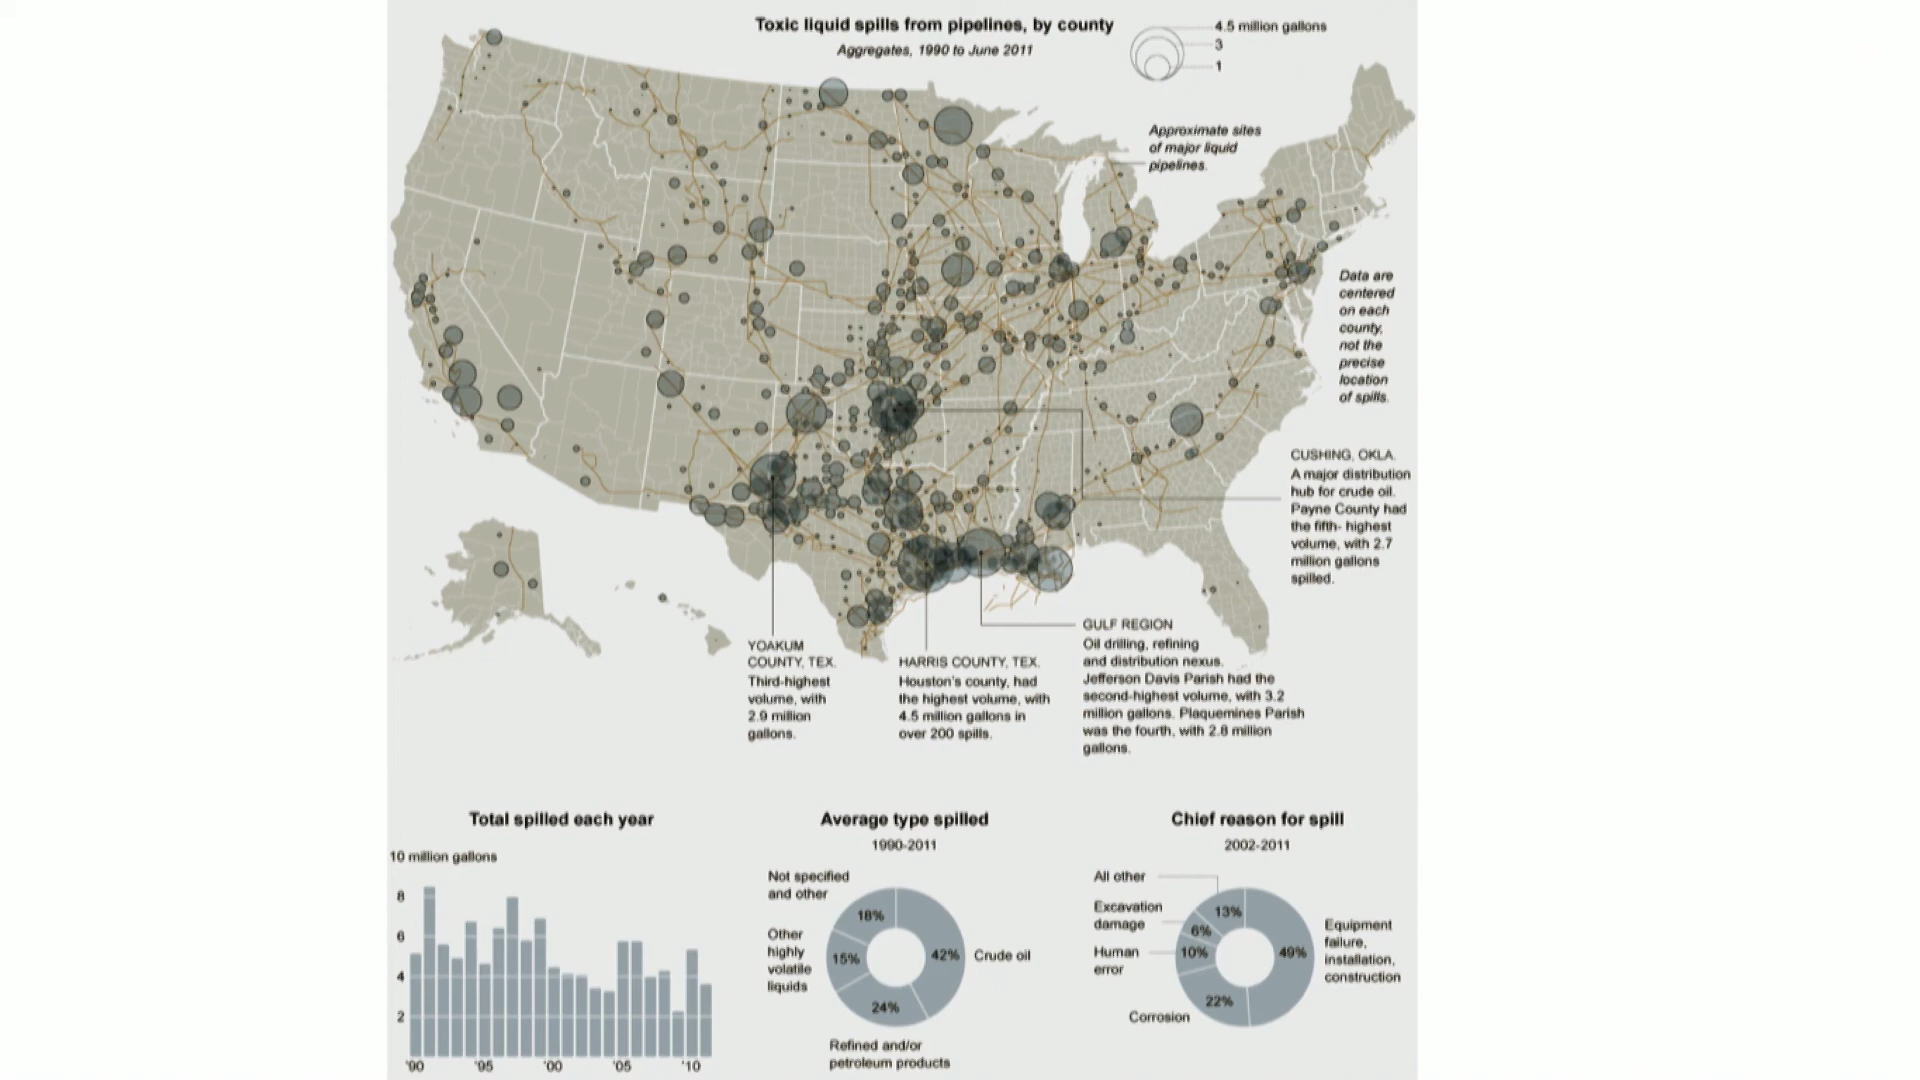 Toxic liquid spills from pipelines, by county
Aggregates, 1990 to June 2011
4.5 million gallons
3
1
Approximate sites
of major liquid
pipelines.
Data are
centered
on each
county,
not the
precise
location
of spills.
CUSHING, OKLA.
A major distribution
hub for crude oil.
Payne County had
the fifth- highest
volume, with 2.7
million gallons
spilled.
YOAKUM
COUNTY, TEX.
Third-highest
volume, with
2.9 million
gallons.
HARRIS COUNTY, TEX.
Houston's county, had
the highest volume, with
4.5 million gallons in
over 200 spills.
GULF REGION
Oil drilling, refining
and distribution nexus.
Jefferson Davis Parish had the
second-highest volume, with 3.2
million gallons. Plaquemines Parish
was the fourth, with 2.8 million
gallons.
Total spilled each year
10 million gallons
8
6
4
2
'90 '95 '00 '05 '10
Average type spilled
1990-2011
Not specified
and other
18%
Other
highly
volatile
liquids
15%
42%
Crude oil
24%
Refined and/or
petroleum products
Chief reason for spill
2002-2011
All other
13%
Excavation
damage
6%
Human
error
10%
49%
Equipment
failure,
installation,
construction
22%
Corrosion